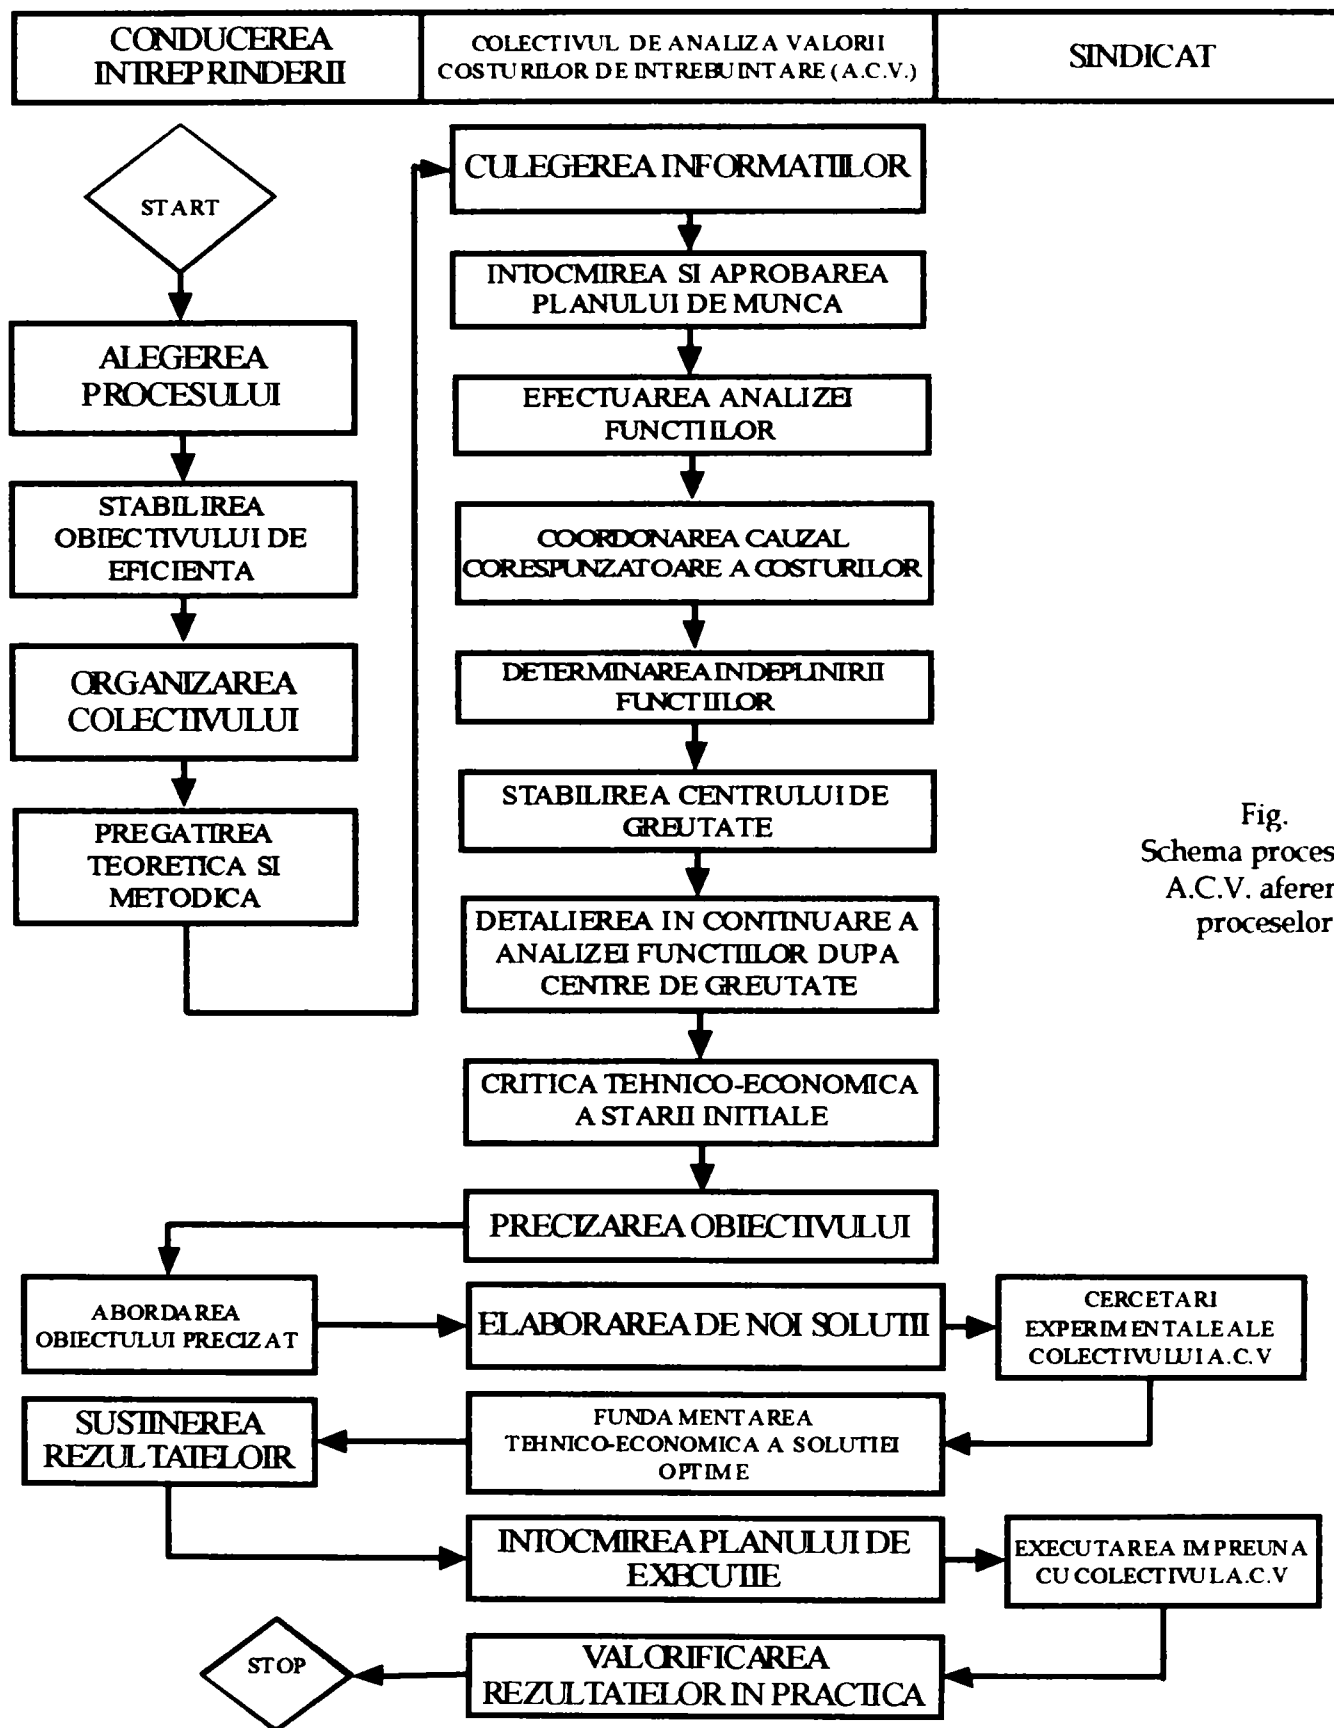 CONDUCEREA
INTREPRINDERII
COLECTIVUL DE ANALIZA VALORII
COSTURILOR DE INTREBUINTARE (A.C.V.)
SINDICAT
START
ALEGEREA
PROCESULUI
STABILIREA
OBIECTIVULUI DE
EFICIENTA
ORGANIZAREA
COLECTIVULUI
PREGATIREA
TEORETICA SI
METODICA
CULEGEREA INFORMATIILOR
INTOCMIREA SI APROBAREA
PLANULUI DE MUNCA
EFECTUAREA ANALIZEI
FUNCTIILOR
COORDONAREA CAUZAL
CORESPUNZATOARE A COSTURILOR
DETERMINAREA INDEPLINIRII
FUNCTIILOR
STABILIREA CENTRULUI DE
GREUTATE
DETALIEREA IN CONTINUARE A
ANALIZEI FUNCTIILOR DUPA
CENTRE DE GREUTATE
CRITICA TEHNICO-ECONOMICA
A STARII INITIALE
PRECIZAREA OBIECTIVULUI
ABORDAREA
OBIECTULUI PRECIZAT
ELABORAREA DE NOI SOLUTII
CERCETARI
EXPERIMENTALE ALE
COLECTIVULUI A.C.V
SUSTINEREA
REZULTATELOIR
FUNDAMENTAREA
TEHNICO-ECONOMICA A SOLUTIEI
OPTIME
INTOCMIREA PLANULUI DE
EXECUTIE
EXECUTAREA IMPREUNA
CU COLECTIVUL A.C.V
STOP
VALORIFICAREA
REZULTATELOR IN PRACTICA
Fig.
Schema proces
A.C.V. aferen
proceselor